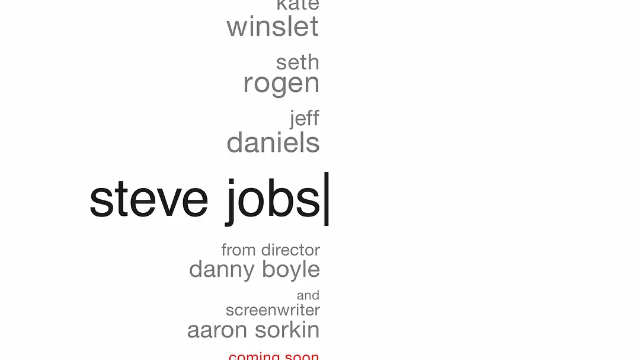 kate
winslet
seth
rogen
jeff
daniels
steve jobs|
from director
danny boyle
and
screenwriter
aaron sorkin
coming soon